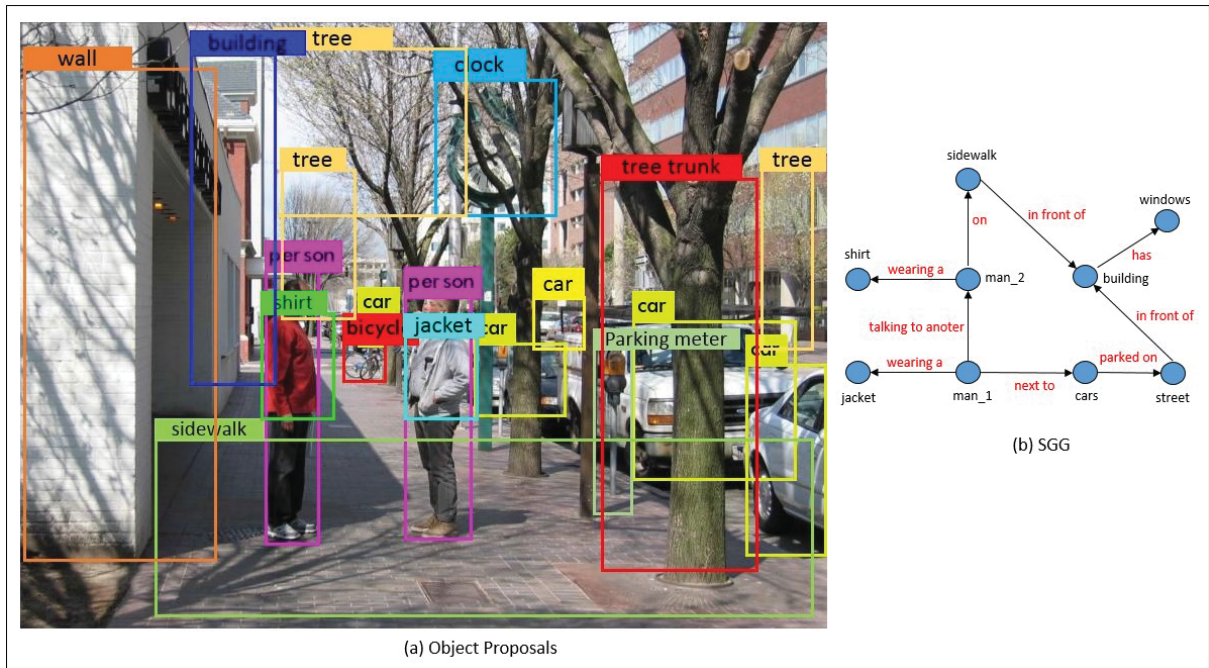 building
tree
wall
clock
tree
tree trunk
tree
person
person
car
shirt
car
car
bicycle
jacket
car
Parking meter
car
sidewalk
(a) Object Proposals
sidewalk
in front of
windows
on
has
shirt
wearing a
man_2
building
talking to anoter
in front of
wearing a
parked on
jacket
man_1
next to
cars
street
(b) SGG